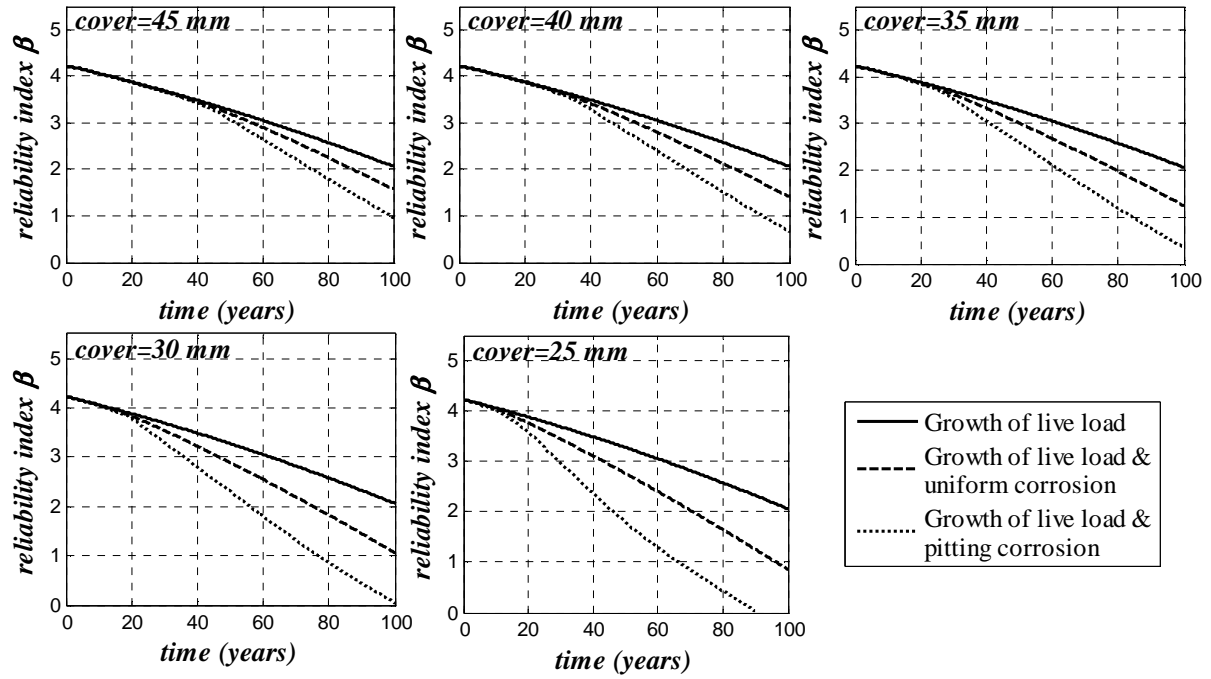 cover=45 mm
5
4
3
2
1
0
reliability index β
0 20 40 60 80 100
time (years)
cover=40 mm
5
4
3
2
1
0
reliability index β
0 20 40 60 80 100
time (years)
cover=35 mm
5
4
3
2
1
0
reliability index β
0 20 40 60 80 100
time (years)
cover=30 mm
5
4
3
2
1
0
reliability index β
0 20 40 60 80 100
time (years)
cover=25 mm
5
4
3
2
1
0
reliability index β
0 20 40 60 80 100
time (years)
Growth of live load
Growth of live load &
uniform corrosion
Growth of live load &
pitting corrosion